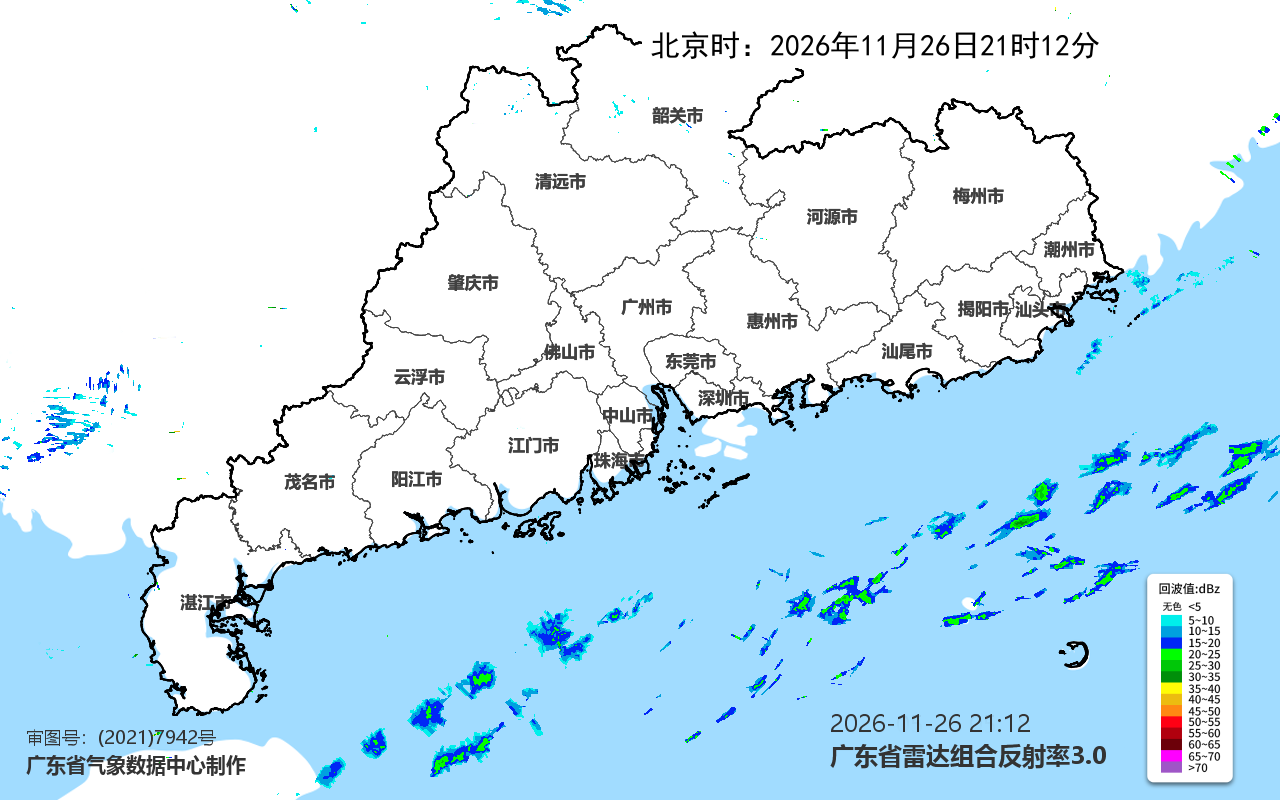 北京时：2026年11月26日21时12分
韶关市
清远市
梅州市
河源市
潮州市
肇庆市
广州市
揭阳市
汕头市
惠州市
佛山市
汕尾市
东莞市
云浮市
深圳市
中山市
江门市
珠海市
阳江市
茂名市
湛江市
回波值:dBz
无色 <5
5~10
10~15
15~20
20~25
25~30
30~35
35~40
40~45
45~50
50~55
55~60
60~65
65~70
>70
2026-11-26 21:12
广东省雷达组合反射率3.0
审图号：(2021)7942号
广东省气象数据中心制作